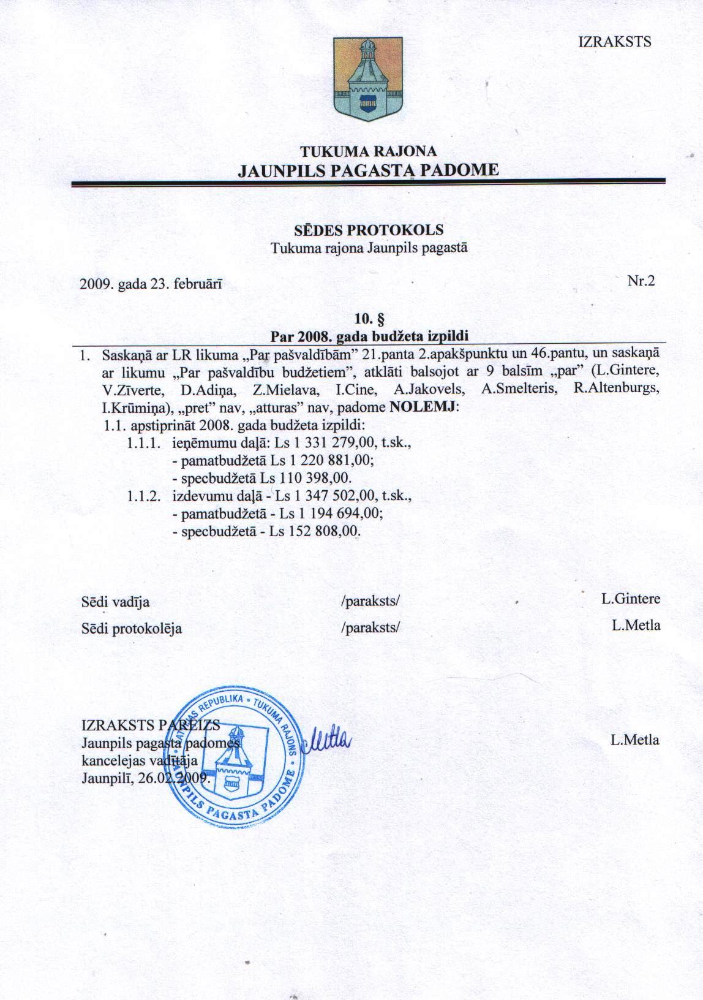 IZRAKSTS
TUKUMA RAJONA
JAUNPILS PAGASTA PADOME
SĒDES PROTOKOLS
Tukuma rajona Jaunpils pagastā
2009. gada 23. februārī Nr.2
10. §
Par 2008. gada budžeta izpildi
1. Saskaņā ar LR likuma „Par pašvaldībām” 21.panta 2.apakšpunktu un 46.pantu, un saskaņā
ar likumu „Par pašvaldību budžetiem”, atklāti balsojot ar 9 balsīm „par” (L.Gintere,
V.Zīverte, D.Adiņa, Z.Mielava, I.Cine, A.Jakovels, A.Smelteris, R.Altenburgs,
I.Krūmiņa), „pret” nav, „atturas” nav, padome NOLEMJ:
1.1. apstiprināt 2008. gada budžeta izpildi:
1.1.1. ieņēmumu daļā: Ls 1 331 279,00, t.sk.,
- pamatbudžetā Ls 1 220 881,00;
- specbudžetā Ls 110 398,00.
1.1.2. izdevumu daļā - Ls 1 347 502,00, t.sk.,
- pamatbudžetā - Ls 1 194 694,00;
- specbudžetā - Ls 152 808,00.
Sēdi vadīja /paraksts/ L.Gintere
Sēdi protokolēja /paraksts/ L.Metla
IZRAKSTS PAREIZS
Jaunpils pagasta padomes
kancelejas vadītāja
Jaunpilī, 26.02.2009.
Metla
L.Metla
LATVIJAS REPUBLIKA • TUKUMA RAJONS •
JAUNPILS PAGASTA PADOME •